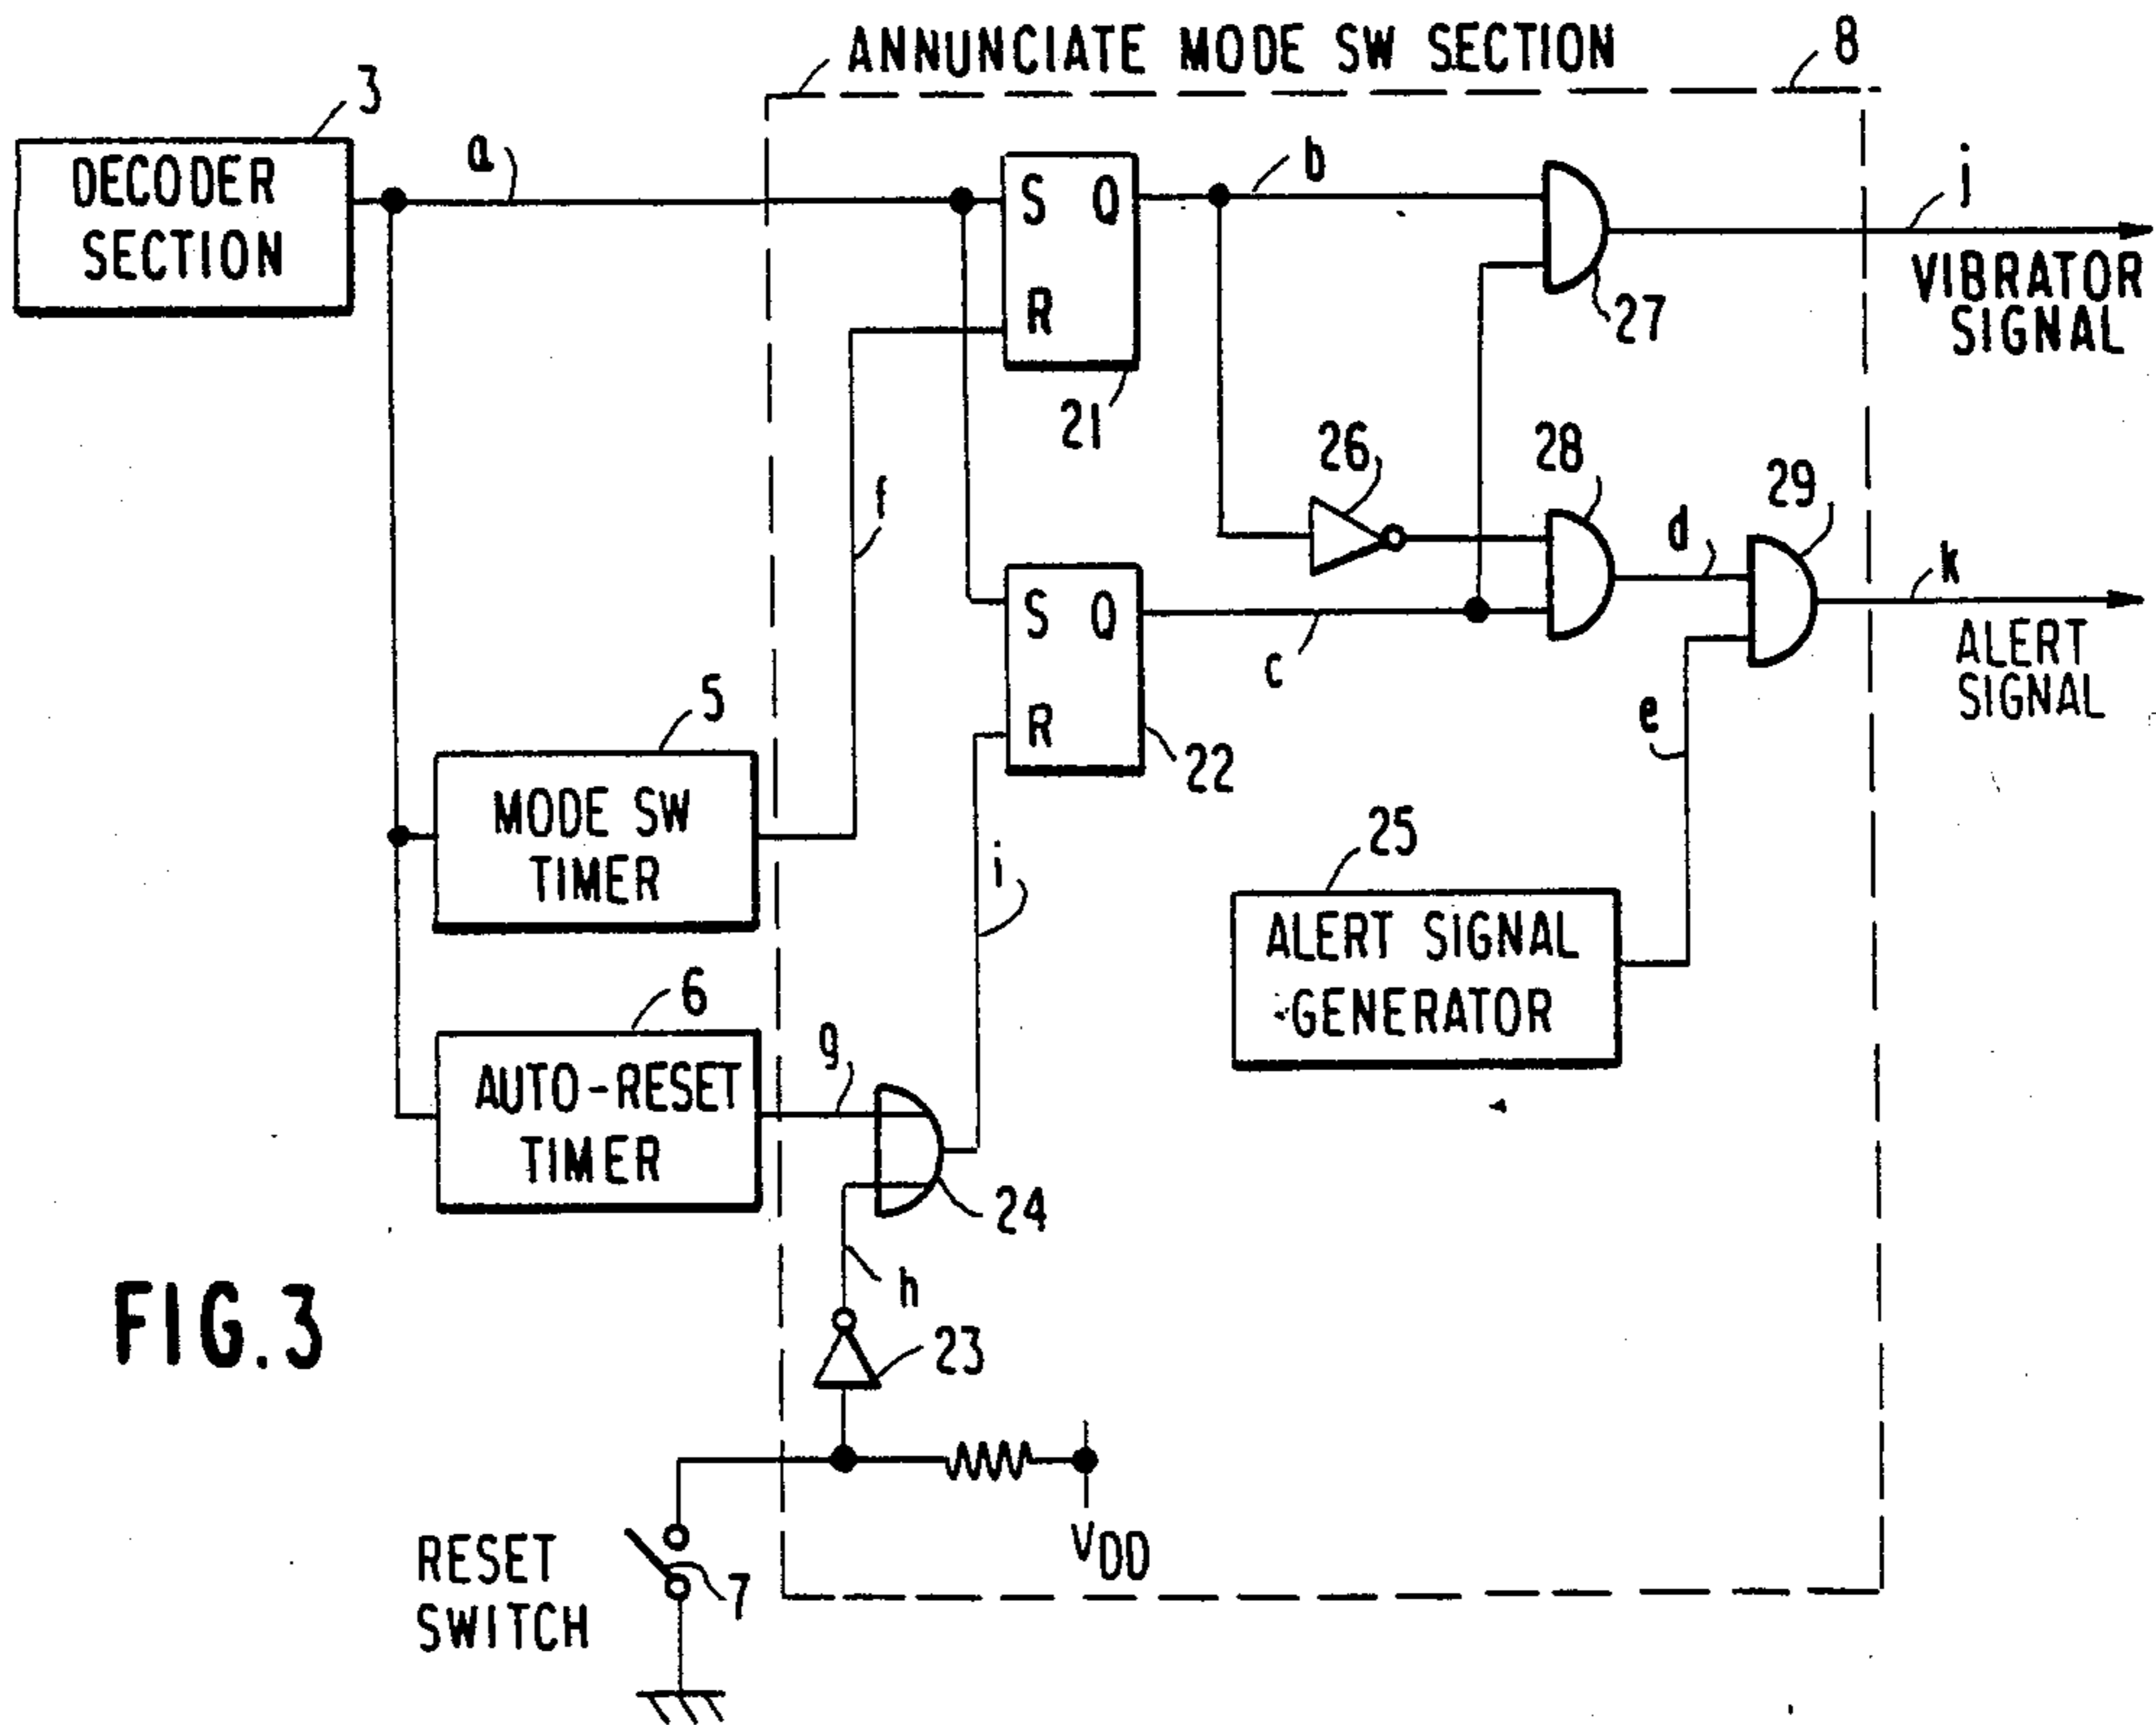 ANNUNCIATE MODE SW SECTION
8
3
DECODER
SECTION
a
S Q
R
21
b
27
j
VIBRATOR
SIGNAL
f
26
28
29
S Q
R
22
c
d
e
k
ALERT
SIGNAL
5
MODE SW
TIMER
i
25
ALERT SIGNAL
GENERATOR
6
AUTO-RESET
TIMER
g
24
h
23
FIG.3
VDD
RESET
SWITCH
7